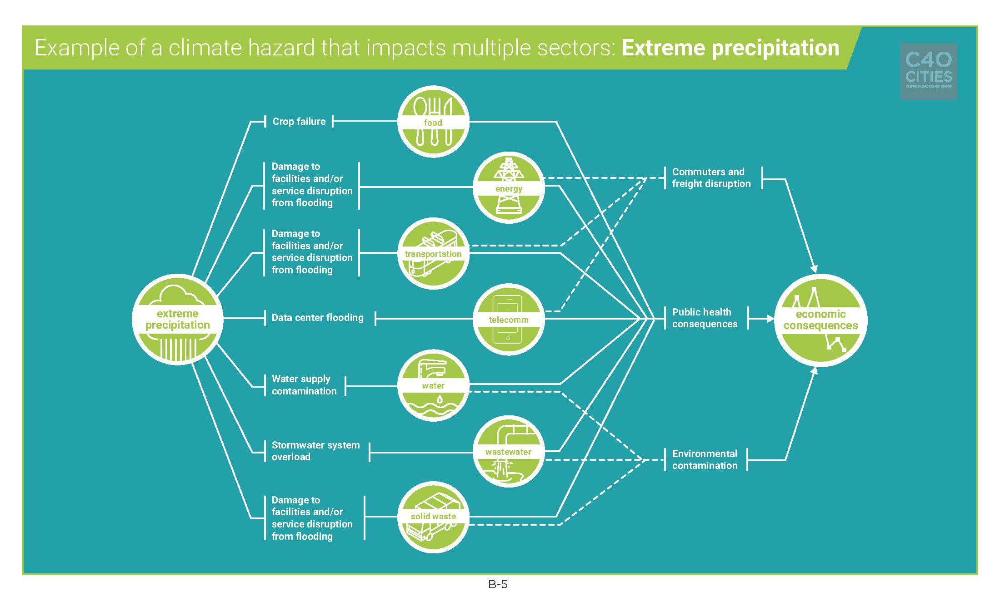 Example of a climate hazard that impacts multiple sectors: Extreme precipitation
C40
CITIES
CLIMATE LEADERSHIP GROUP
Crop failure
food
Damage to
facilities and/or
service disruption
from flooding
energy
Commuters and
freight disruption
Damage to
facilities and/or
service disruption
from flooding
transportation
extreme
precipitation
Data center flooding
telecomm
Public health
consequences
economic
consequences
Water supply
contamination
water
Stormwater system
overload
wastewater
Environmental
contamination
Damage to
facilities and/or
service disruption
from flooding
solid waste
B-5